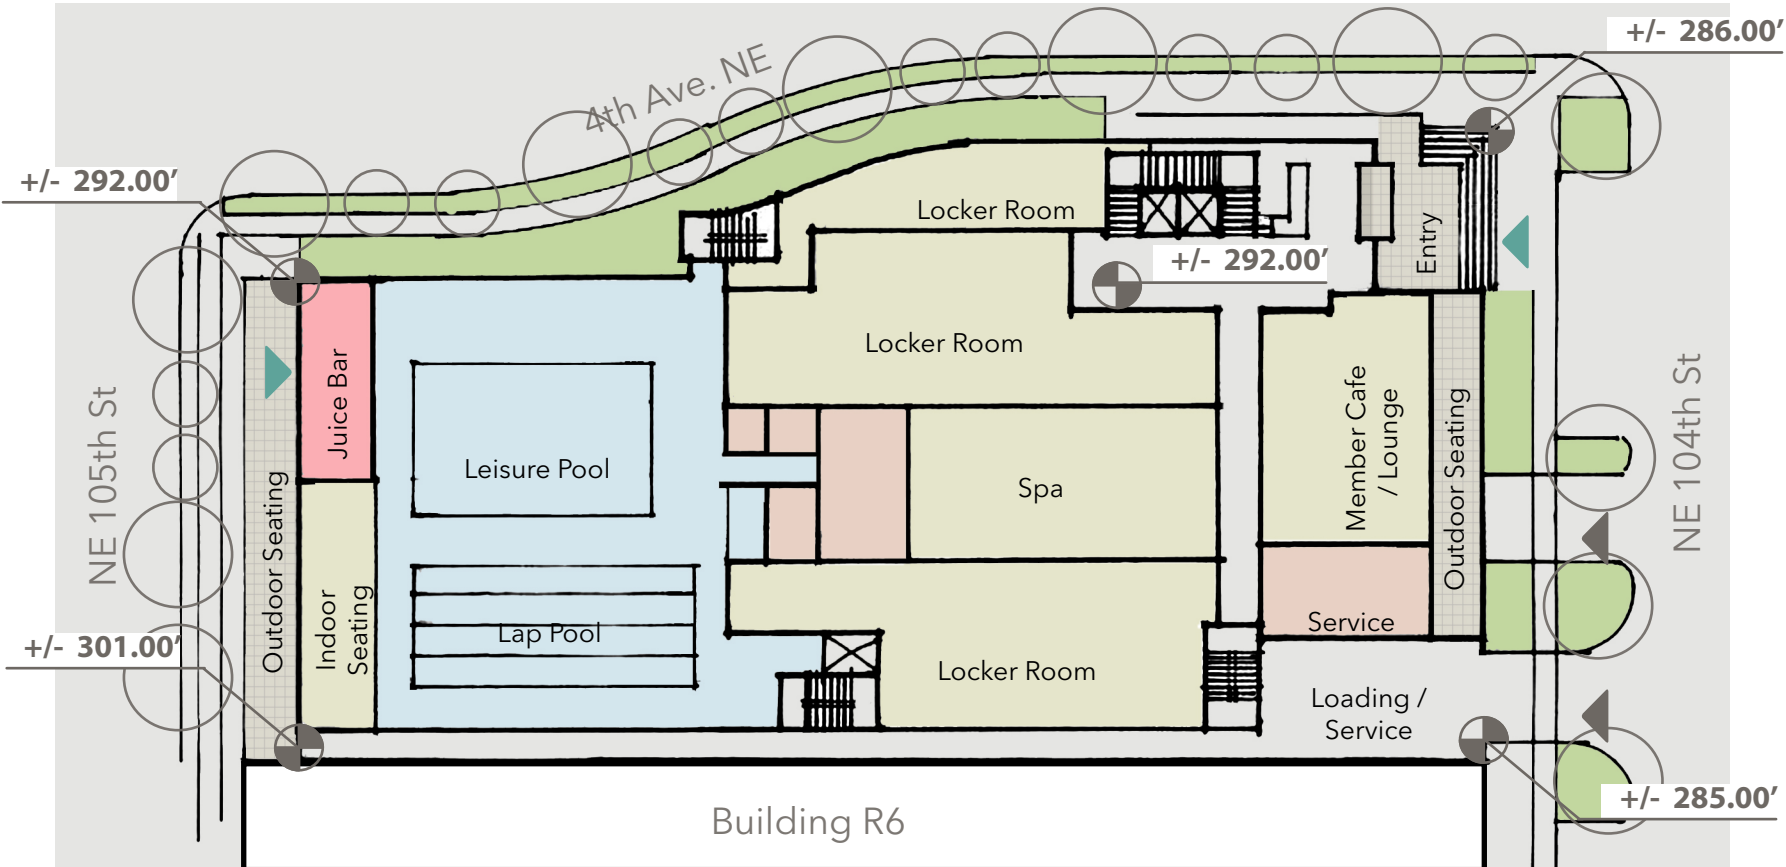 +/- 286.00’
4th Ave. NE
+/- 292.00’
Locker Room
Entry
+/- 292.00’
Locker Room
Juice Bar
Leisure Pool
Spa
Member Cafe
/ Lounge
Outdoor Seating
NE 105th St
NE 104th St
Outdoor Seating
Indoor
Seating
Lap Pool
Service
+/- 301.00’
Locker Room
Loading /
Service
+/- 285.00’
Building R6